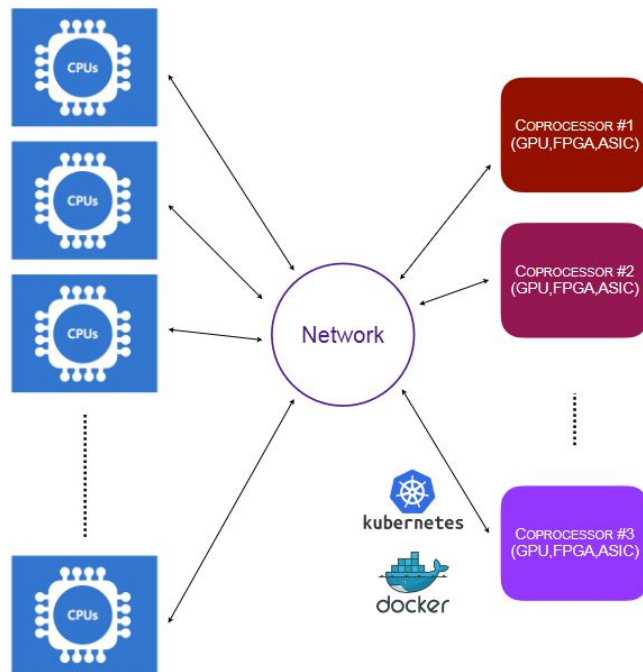 CPUs
CPUs
CPUs
CPUs
Network
COPROCESSOR #1
(GPU,FPGA,ASIC)
COPROCESSOR #2
(GPU,FPGA,ASIC)
COPROCESSOR #3
(GPU,FPGA,ASIC)
kubernetes
docker